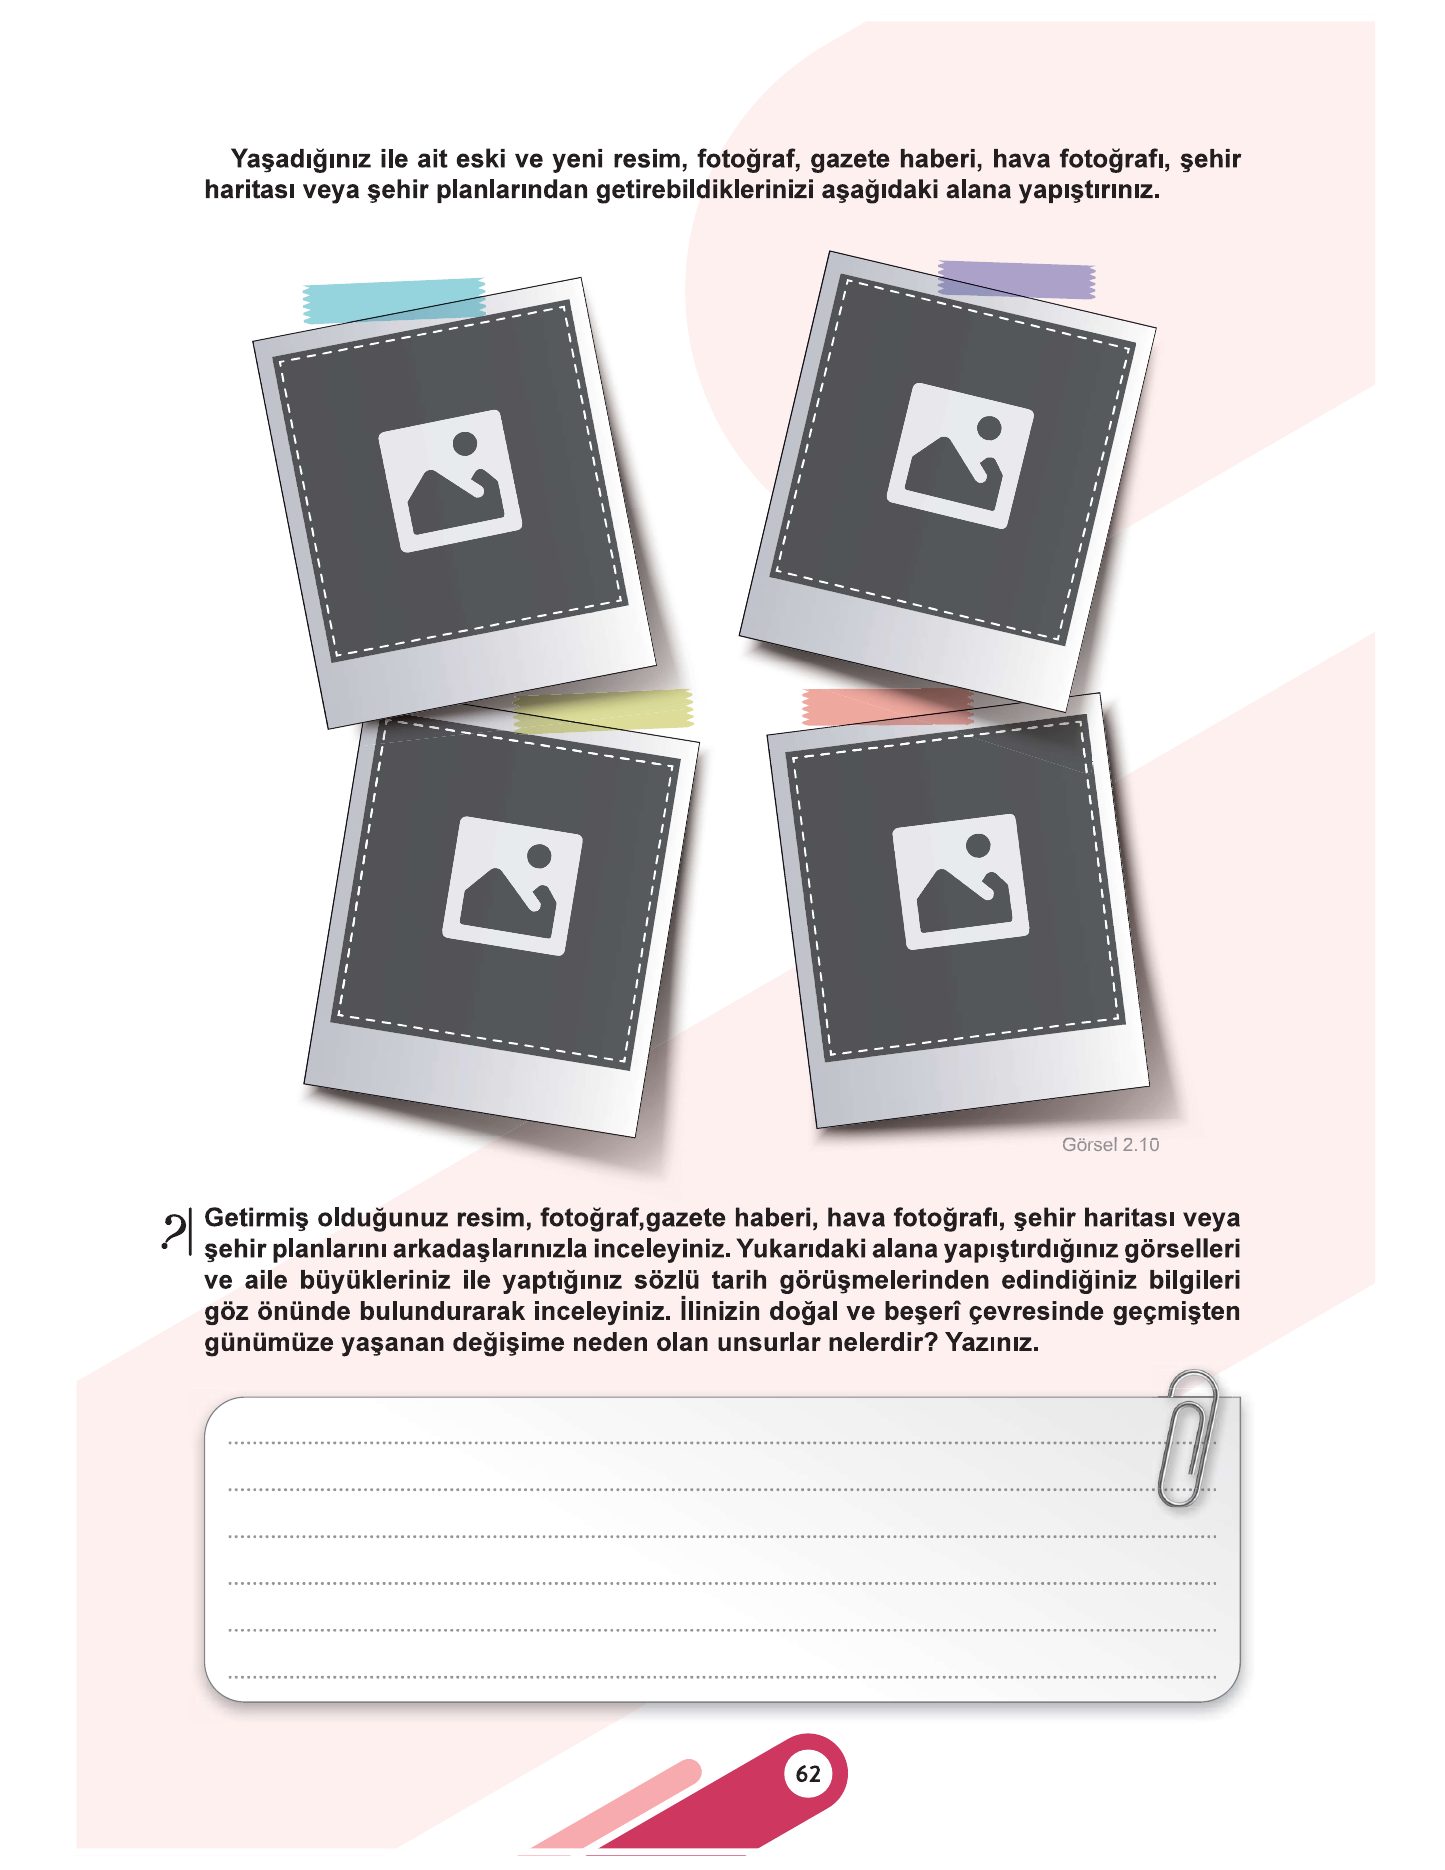 Yaşadığınız ile ait eski ve yeni resim, fotoğraf, gazete haberi, hava fotoğrafı, şehir
haritası veya şehir planlarından getirebildiklerinizi aşağıdaki alana yapıştırınız.
Görsel 2.10
Getirmiş olduğunuz resim, fotoğraf,gazete haberi, hava fotoğrafı, şehir haritası veya
şehir planlarını arkadaşlarınızla inceleyiniz. Yukarıdaki alana yapıştırdığınız görselleri
ve aile büyükleriniz ile yaptığınız sözlü tarih görüşmelerinden edindiğiniz bilgileri
göz önünde bulundurarak inceleyiniz. İlinizin doğal ve beşerî çevresinde geçmişten
günümüze yaşanan değişime neden olan unsurlar nelerdir? Yazınız.
62